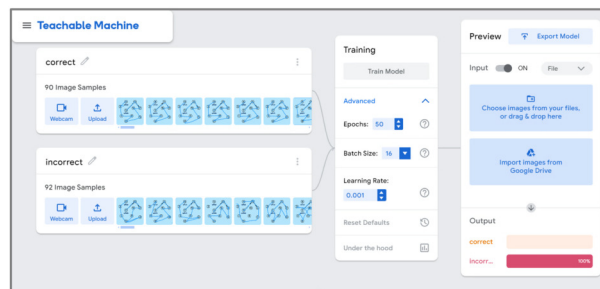 Teachable Machine
correct
90 Image Samples
Webcam
Upload
incorrect
92 Image Samples
Webcam
Upload
Training
Train Model
Advanced
Epochs: 50
Batch Size: 16
Learning Rate:
0.001
Reset Defaults
Under the hood
Preview
Export Model
Input ON File
Choose images from your files,
or drag & drop here
Import images from
Google Drive
Output
correct
incorr... 100%